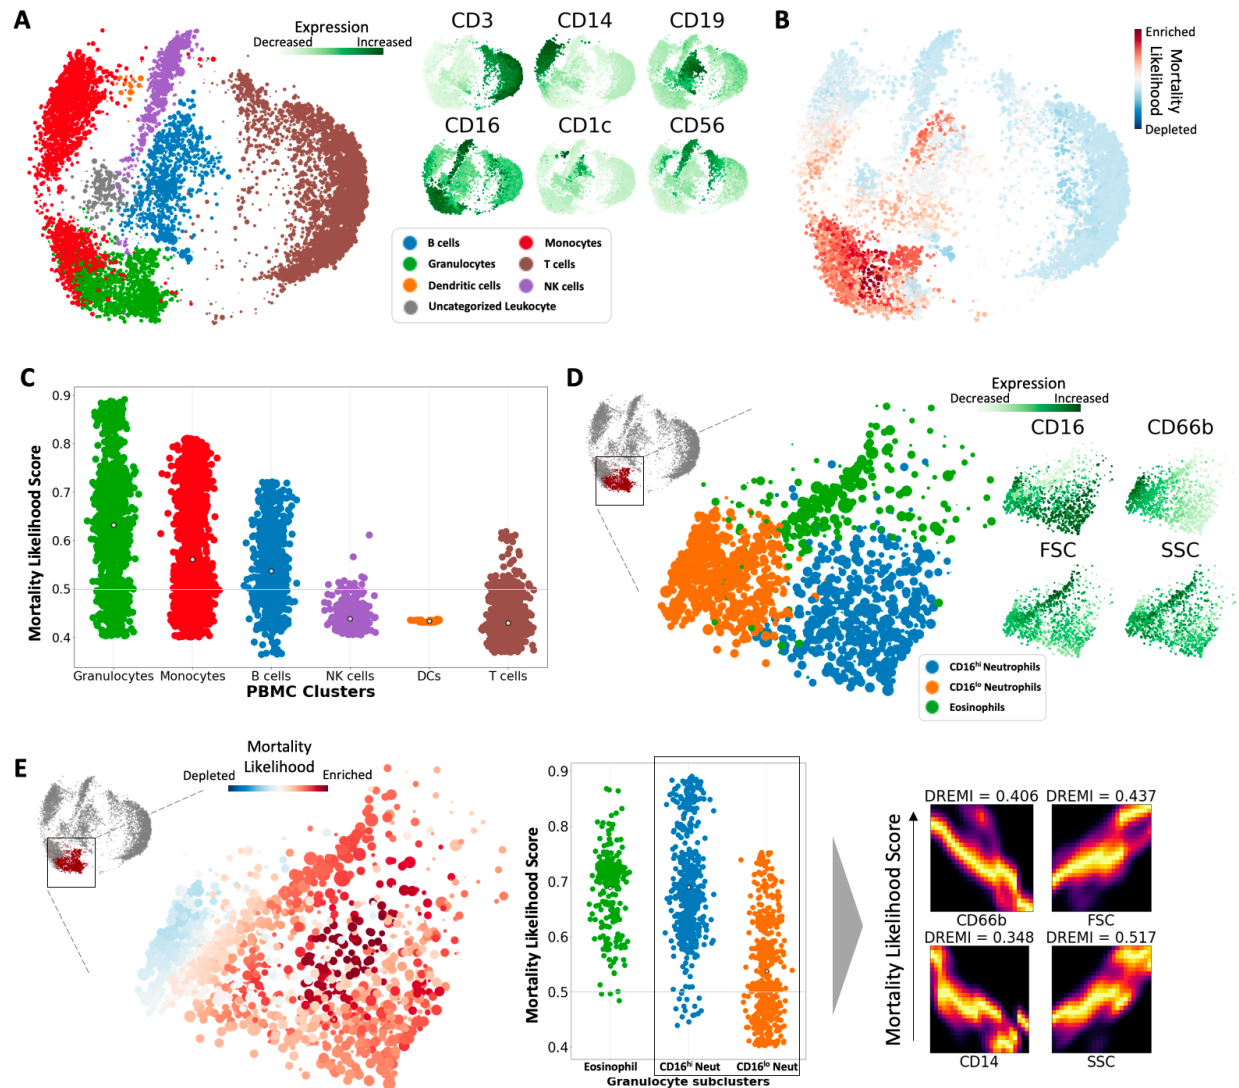 A
Expression
Decreased Increased
CD3 CD14 CD19
CD16 CD1c CD56
B cells Monocytes
Granulocytes T cells
Dendritic cells NK cells
Uncategorized Leukocyte
B
Enriched
Mortality
Likelihood
Depleted
C
Mortality Likelihood Score
0.9
0.8
0.7
0.6
0.5
0.4
Granulocytes Monocytes B cells NK cells DCs T cells
PBMC Clusters
D
Expression
Decreased Increased
CD16 CD66b
FSC SSC
CD16hi Neutrophils
CD16lo Neutrophils
Eosinophils
E
Mortality
Likelihood
Depleted Enriched
Mortality Likelihood Score
0.9
0.8
0.7
0.6
0.5
0.4
Eosinophil CD16hi Neut CD16lo Neut
Granulocyte subclusters
Mortality Likelihood Score
DREMI = 0.406 DREMI = 0.437
CD66b FSC
DREMI = 0.348 DREMI = 0.517
CD14 SSC